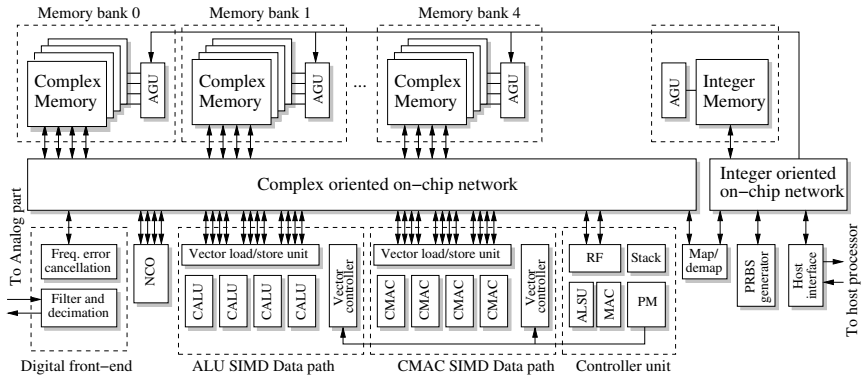 Memory bank 0
Memory bank 1
Memory bank 4
Complex
Memory
AGU
Complex
Memory
AGU
...
Complex
Memory
AGU
AGU
Integer
Memory
Complex oriented on−chip network
Integer oriented
on−chip network
To Analog part
Freq. error
cancellation
Filter and
decimation
Digital front−end
NCO
Vector load/store unit
CALU
CALU
CALU
CALU
Vector
controller
ALU SIMD Data path
Vector load/store unit
CMAC
CMAC
CMAC
CMAC
Vector
controller
CMAC SIMD Data path
RF
Stack
ALSU
MAC
PM
Controller unit
Map/
demap
PRBS
generator
Host
interface
To host processor